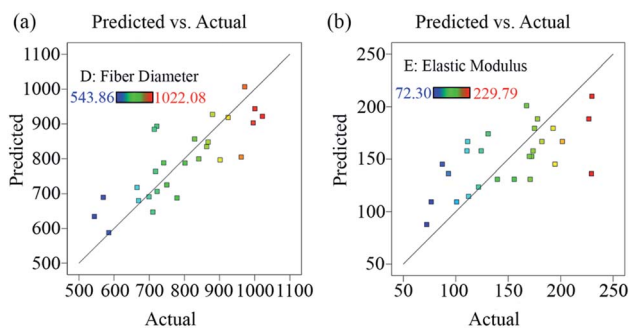 (a)
Predicted vs. Actual
1100
1000
900
800
700
600
500
D: Fiber Diameter
543.86 1022.08
Predicted
500 600 700 800 900 1000 1100
Actual
(b)
Predicted vs. Actual
250
200
150
100
50
E: Elastic Modulus
72.30 229.79
Predicted
50 100 150 200 250
Actual